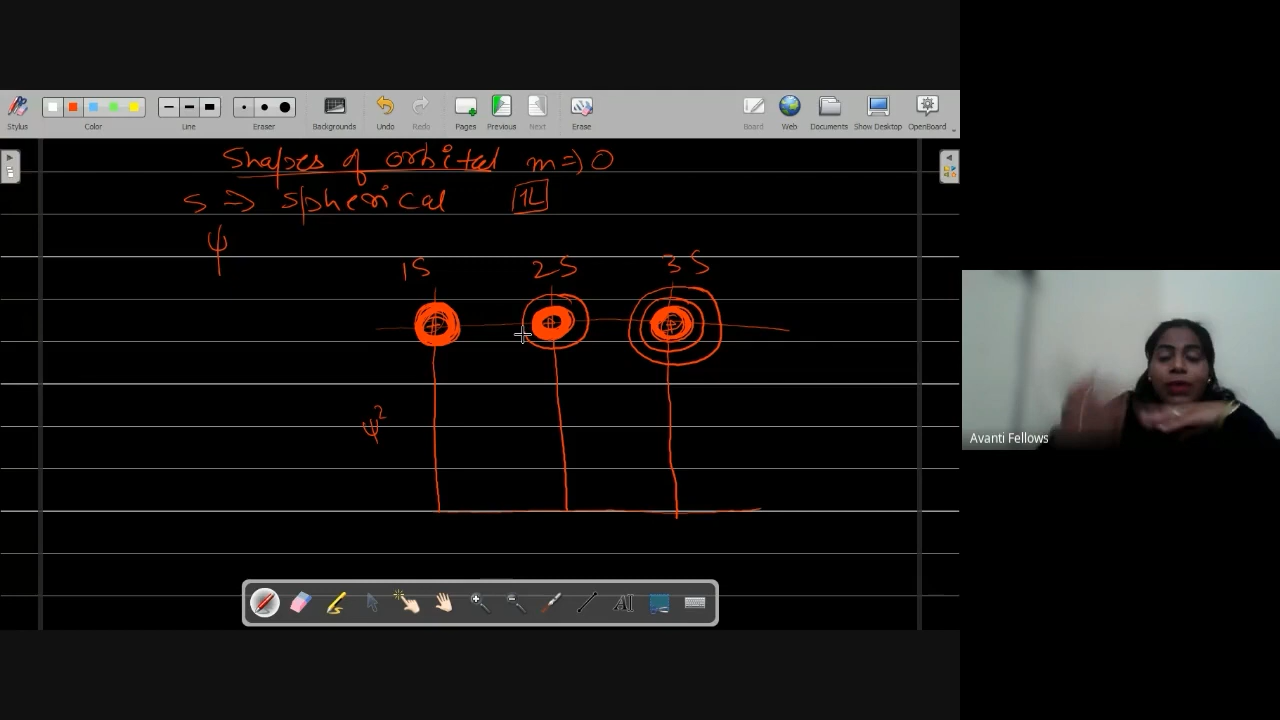 Stylus Color Line Eraser Backgrounds Undo Redo Pages Previous Next Erase Board Web Documents Show Desktop OpenBoard
Shapes of orbital m => 0
s => spherical 1L
ψ
1S 2S 3S
ψ²
AI
Avanti Fellows